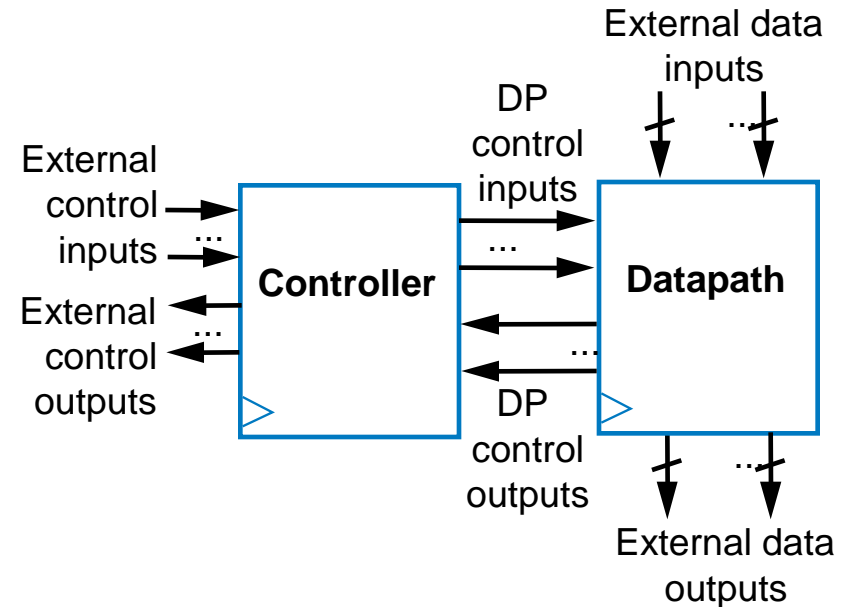 External data
inputs
...
DP
control
inputs
...
External
control
inputs
...
Controller
Datapath
External
control
outputs
...
...
DP
control
outputs
...
External data
outputs